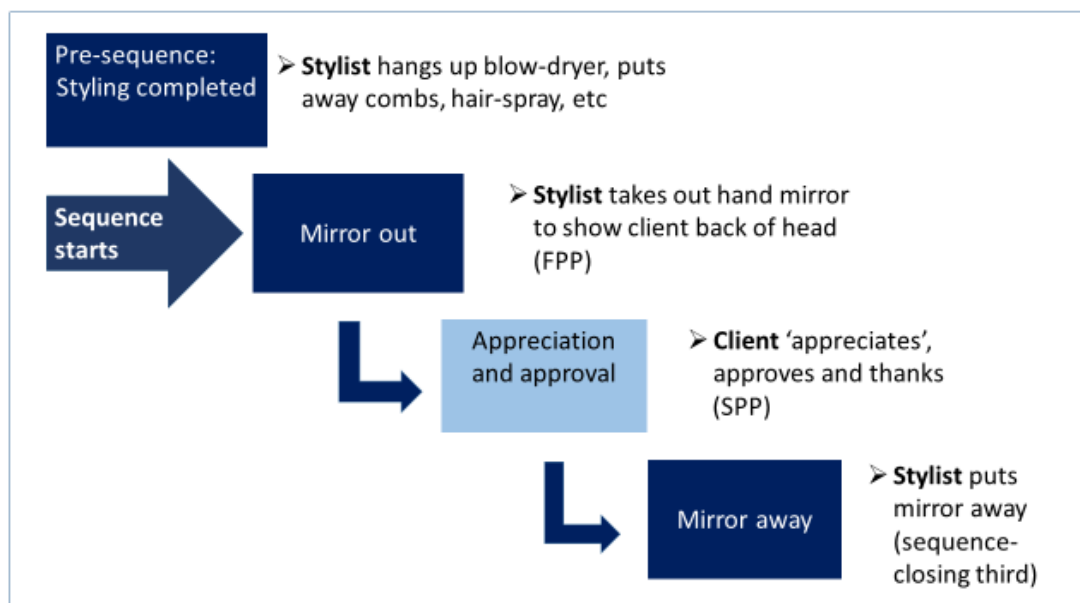 Pre-sequence:
Styling completed
➢ Stylist hangs up blow-dryer, puts
away combs, hair-spray, etc
Sequence
starts
Mirror out
➢ Stylist takes out hand mirror
to show client back of head
(FPP)
Appreciation
and approval
➢ Client ‘appreciates’,
approves and thanks
(SPP)
Mirror away
➢ Stylist puts
mirror away
(sequence-
closing third)